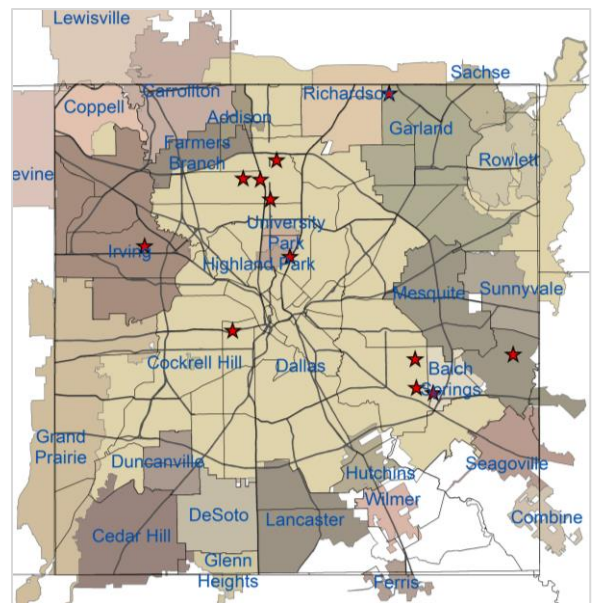 Lewisville
Sachse
Coppell
Carrollton
Richardson
Addison
Garland
Farmers
Branch
Rowlett
evine
University
Park
Irving
Highland Park
Mesquite
Sunnyvale
Cockrell Hill
Dallas
Balch
Springs
Grand
Prairie
Duncanville
Hutchins
Seagoville
Wilmer
DeSoto
Lancaster
Combine
Cedar Hill
Glenn
Heights
Ferris